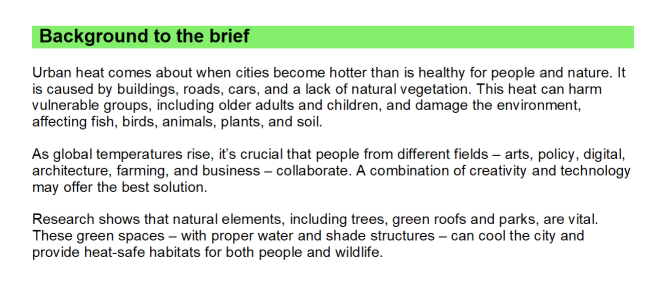 Background to the brief
Urban heat comes about when cities become hotter than is healthy for people and nature. It
is caused by buildings, roads, cars, and a lack of natural vegetation. This heat can harm
vulnerable groups, including older adults and children, and damage the environment,
affecting fish, birds, animals, plants, and soil.
As global temperatures rise, it’s crucial that people from different fields – arts, policy, digital,
architecture, farming, and business – collaborate. A combination of creativity and technology
may offer the best solution.
Research shows that natural elements, including trees, green roofs and parks, are vital.
These green spaces – with proper water and shade structures – can cool the city and
provide heat-safe habitats for both people and wildlife.